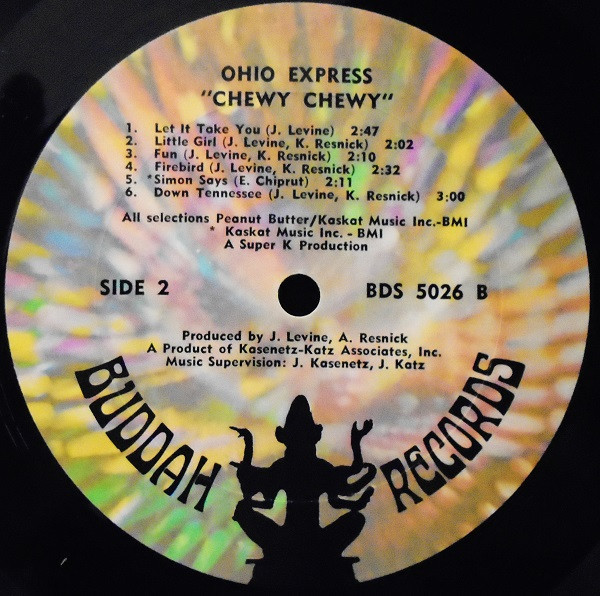 OHIO EXPRESS
"CHEWY CHEWY"
1. Let It Take You (J. Levine) 2:47
2. Little Girl (J. Levine, K. Resnick) 2:02
3. Fun (J. Levine, K. Resnick) 2:10
4. Firebird (J. Levine, K. Resnick) 2:32
5. *Simon Says (E. Chiprut) 2:11
6. Down Tennessee (J. Levine, K. Resnick) 3:00
All selections Peanut Butter/Kaskat Music Inc.-BMI
* Kaskat Music Inc. - BMI
A Super K Production
SIDE 2 BDS 5026 B
Produced by J. Levine, A. Resnick
A Product of Kasenetz-Katz Associates, Inc.
Music Supervision: J. Kasenetz, J. Katz
BUDDAH RECORDS